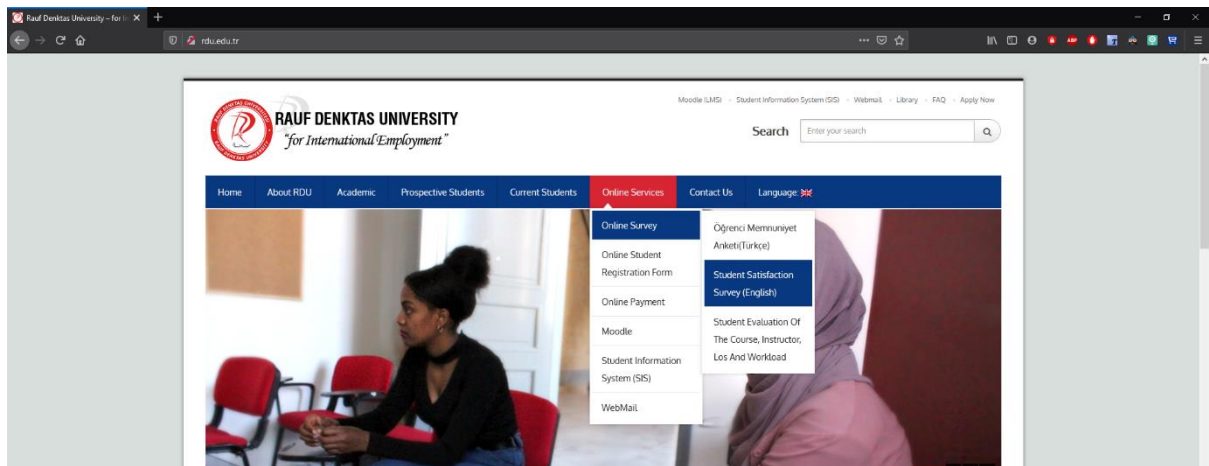 Rauf Denktas University – for In
rdu.edu.tr
Moodle (LMS) - Student Information System (SIS) - Webmail - Library - FAQ - Apply Now
RAUF DENKTAS UNIVERSITY
"for International Employment"
Search Enter your search
Home About RDU Academic Prospective Students Current Students Online Services Contact Us Language:
Online Survey
Online Student
Registration Form
Online Payment
Moodle
Student Information
System (SIS)
WebMail
Öğrenci Memnuniyet
Anketi(Türkçe)
Student Satisfaction
Survey (English)
Student Evaluation Of
The Course, Instructor,
Los And Workload